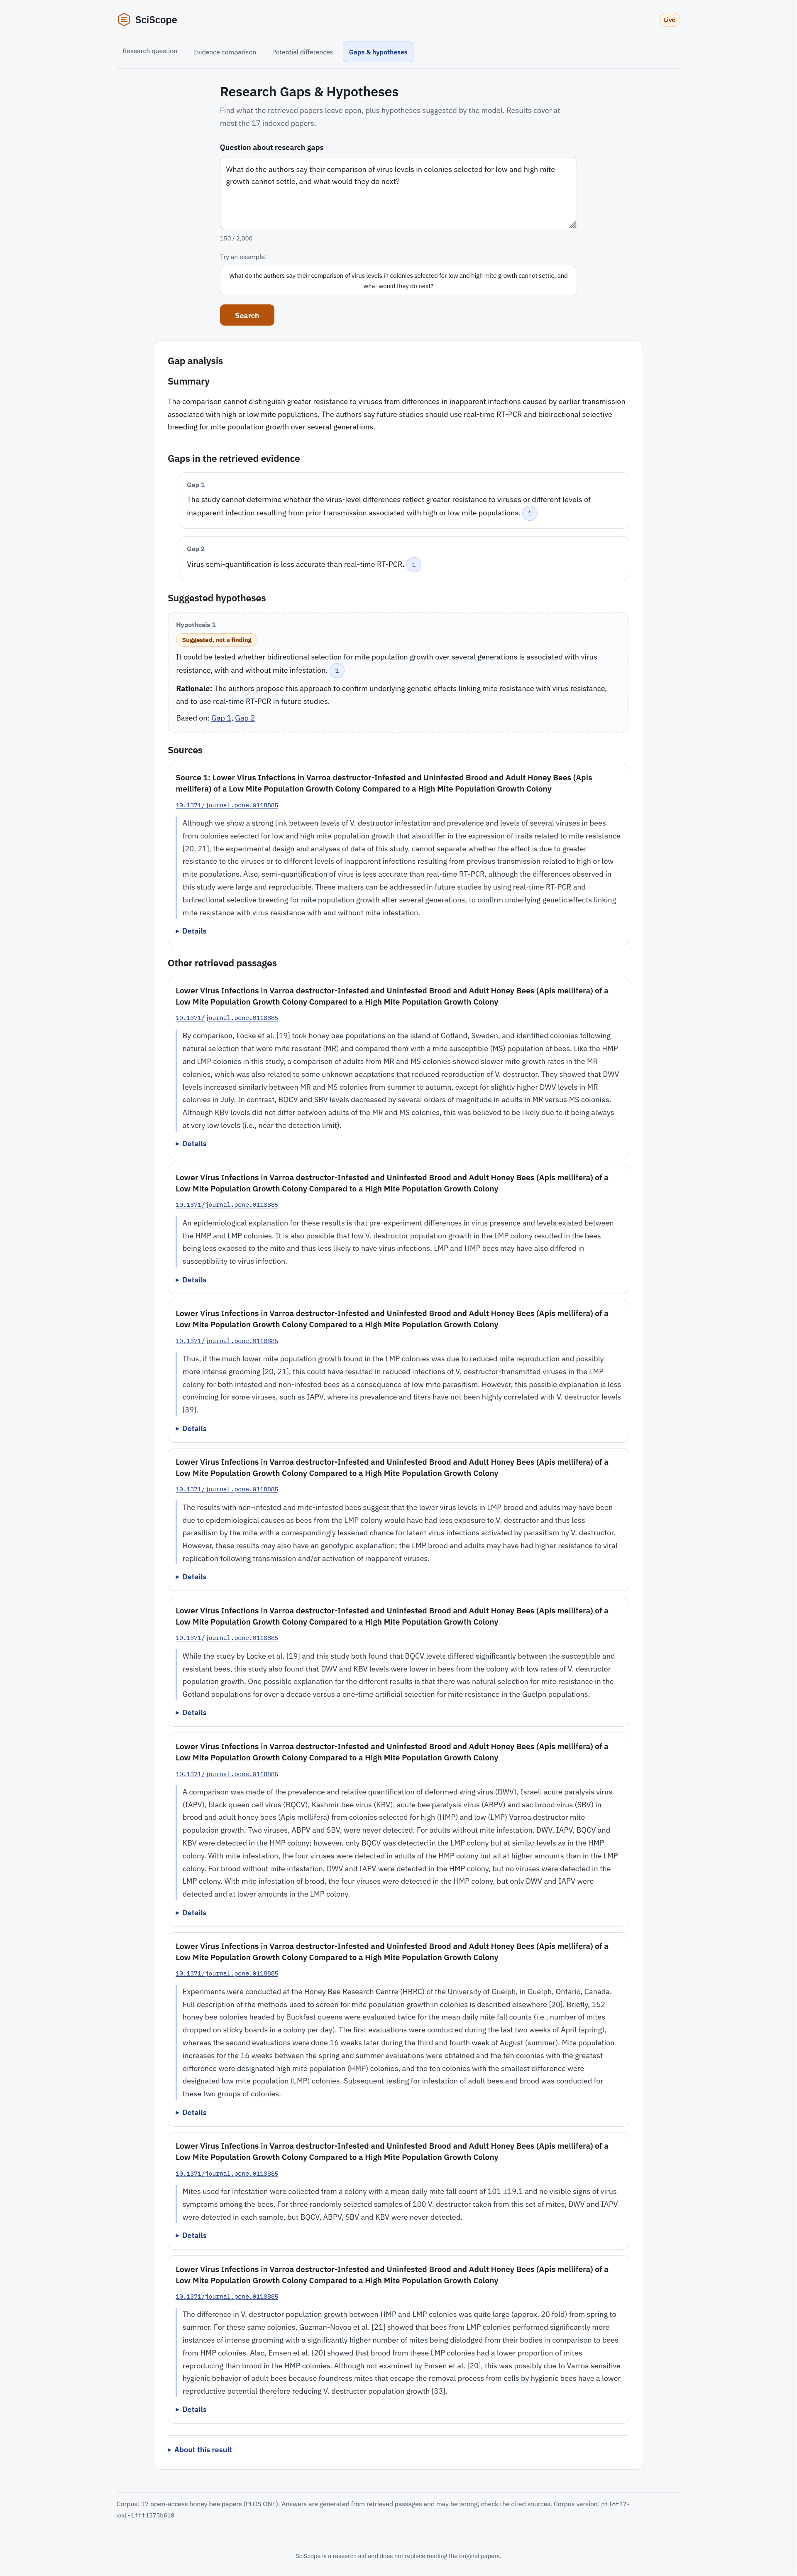 SciScope
Live
Research question
Evidence comparison
Potential differences
Gaps & hypotheses
Research Gaps & Hypotheses
Find what the retrieved papers leave open, plus hypotheses suggested by the model. Results cover at
most the 17 indexed papers.
Question about research gaps
What do the authors say their comparison of virus levels in colonies selected for low and high mite
growth cannot settle, and what would they do next?
150 / 2,000
Try an example:
What do the authors say their comparison of virus levels in colonies selected for low and high mite growth cannot settle, and
what would they do next?
Search
Gap analysis
Summary
The comparison cannot distinguish greater resistance to viruses from differences in inapparent infections caused by earlier transmission
associated with high or low mite populations. The authors say future studies should use real-time RT-PCR and bidirectional selective
breeding for mite population growth over several generations.
Gaps in the retrieved evidence
Gap 1
The study cannot determine whether the virus-level differences reflect greater resistance to viruses or different levels of
inapparent infection resulting from prior transmission associated with high or low mite populations. 1
Gap 2
Virus semi-quantification is less accurate than real-time RT-PCR. 1
Suggested hypotheses
Hypothesis 1
Suggested, not a finding
It could be tested whether bidirectional selection for mite population growth over several generations is associated with virus
resistance, with and without mite infestation. 1
Rationale: The authors propose this approach to confirm underlying genetic effects linking mite resistance with virus resistance,
and to use real-time RT-PCR in future studies.
Based on: Gap 1, Gap 2
Sources
Source 1: Lower Virus Infections in Varroa destructor-Infested and Uninfested Brood and Adult Honey Bees (Apis
mellifera) of a Low Mite Population Growth Colony Compared to a High Mite Population Growth Colony
10.1371/journal.pone.0118885
Although we show a strong link between levels of V. destructor infestation and prevalence and levels of several viruses in bees
from colonies selected for low and high mite population growth that also differ in the expression of traits related to mite resistance
[20, 21], the experimental design and analyses of data of this study, cannot separate whether the effect is due to greater
resistance to the viruses or to different levels of inapparent infections resulting from previous transmission related to high or low
mite populations. Also, semi-quantification of virus is less accurate than real-time RT-PCR, although the differences observed in
this study were large and reproducible. These matters can be addressed in future studies by using real-time RT-PCR and
bidirectional selective breeding for mite population growth after several generations, to confirm underlying genetic effects linking
mite resistance with virus resistance with and without mite infestation.
▸ Details
Other retrieved passages
Lower Virus Infections in Varroa destructor-Infested and Uninfested Brood and Adult Honey Bees (Apis mellifera) of a
Low Mite Population Growth Colony Compared to a High Mite Population Growth Colony
10.1371/journal.pone.0118885
By comparison, Locke et al. [19] took honey bee populations on the island of Gotland, Sweden, and identified colonies following
natural selection that were mite resistant (MR) and compared them with a mite susceptible (MS) population of bees. Like the HMP
and LMP colonies in this study, a comparison of adults from MR and MS colonies showed slower mite growth rates in the MR
colonies, which was also related to some unknown adaptations that reduced reproduction of V. destructor. They showed that DWV
levels increased similarly between MR and MS colonies from summer to autumn, except for slightly higher DWV levels in MR
colonies in July. In contrast, BQCV and SBV levels decreased by several orders of magnitude in adults in MR versus MS colonies.
Although KBV levels did not differ between adults of the MR and MS colonies, this was believed to be likely due to it being always
at very low levels (i.e., near the detection limit).
▸ Details
Lower Virus Infections in Varroa destructor-Infested and Uninfested Brood and Adult Honey Bees (Apis mellifera) of a
Low Mite Population Growth Colony Compared to a High Mite Population Growth Colony
10.1371/journal.pone.0118885
An epidemiological explanation for these results is that pre-experiment differences in virus presence and levels existed between
the HMP and LMP colonies. It is also possible that low V. destructor population growth in the LMP colony resulted in the bees
being less exposed to the mite and thus less likely to have virus infections. LMP and HMP bees may have also differed in
susceptibility to virus infection.
▸ Details
Lower Virus Infections in Varroa destructor-Infested and Uninfested Brood and Adult Honey Bees (Apis mellifera) of a
Low Mite Population Growth Colony Compared to a High Mite Population Growth Colony
10.1371/journal.pone.0118885
Thus, if the much lower mite population growth found in the LMP colonies was due to reduced mite reproduction and possibly
more intense grooming [20, 21], this could have resulted in reduced infections of V. destructor-transmitted viruses in the LMP
colony for both infested and non-infested bees as a consequence of low mite parasitism. However, this possible explanation is less
convincing for some viruses, such as IAPV, where its prevalence and titers have not been highly correlated with V. destructor levels
[39].
▸ Details
Lower Virus Infections in Varroa destructor-Infested and Uninfested Brood and Adult Honey Bees (Apis mellifera) of a
Low Mite Population Growth Colony Compared to a High Mite Population Growth Colony
10.1371/journal.pone.0118885
The results with non-infested and mite-infested bees suggest that the lower virus levels in LMP brood and adults may have been
due to epidemiological causes as bees from the LMP colony would have had less exposure to V. destructor and thus less
parasitism by the mite with a correspondingly lessened chance for latent virus infections activated by parasitism by V. destructor.
However, these results may also have an genotypic explanation; the LMP brood and adults may have had higher resistance to viral
replication following transmission and/or activation of inapparent viruses.
▸ Details
Lower Virus Infections in Varroa destructor-Infested and Uninfested Brood and Adult Honey Bees (Apis mellifera) of a
Low Mite Population Growth Colony Compared to a High Mite Population Growth Colony
10.1371/journal.pone.0118885
While the study by Locke et al. [19] and this study both found that BQCV levels differed significantly between the susceptible and
resistant bees, this study also found that DWV and KBV levels were lower in bees from the colony with low rates of V. destructor
population growth. One possible explanation for the different results is that there was natural selection for mite resistance in the
Gotland populations for over a decade versus a one-time artificial selection for mite resistance in the Guelph populations.
▸ Details
Lower Virus Infections in Varroa destructor-Infested and Uninfested Brood and Adult Honey Bees (Apis mellifera) of a
Low Mite Population Growth Colony Compared to a High Mite Population Growth Colony
10.1371/journal.pone.0118885
A comparison was made of the prevalence and relative quantification of deformed wing virus (DWV), Israeli acute paralysis virus
(IAPV), black queen cell virus (BQCV), Kashmir bee virus (KBV), acute bee paralysis virus (ABPV) and sac brood virus (SBV) in
brood and adult honey bees (Apis mellifera) from colonies selected for high (HMP) and low (LMP) Varroa destructor mite
population growth. Two viruses, ABPV and SBV, were never detected. For adults without mite infestation, DWV, IAPV, BQCV and
KBV were detected in the HMP colony; however, only BQCV was detected in the LMP colony but at similar levels as in the HMP
colony. With mite infestation, the four viruses were detected in adults of the HMP colony but all at higher amounts than in the LMP
colony. For brood without mite infestation, DWV and IAPV were detected in the HMP colony, but no viruses were detected in the
LMP colony. With mite infestation of brood, the four viruses were detected in the HMP colony, but only DWV and IAPV were
detected and at lower amounts in the LMP colony.
▸ Details
Lower Virus Infections in Varroa destructor-Infested and Uninfested Brood and Adult Honey Bees (Apis mellifera) of a
Low Mite Population Growth Colony Compared to a High Mite Population Growth Colony
10.1371/journal.pone.0118885
Experiments were conducted at the Honey Bee Research Centre (HBRC) of the University of Guelph, in Guelph, Ontario, Canada.
Full description of the methods used to screen for mite population growth in colonies is described elsewhere [20]. Briefly, 152
honey bee colonies headed by Buckfast queens were evaluated twice for the mean daily mite fall counts (i.e., number of mites
dropped on sticky boards in a colony per day). The first evaluations were conducted during the last two weeks of April (spring),
whereas the second evaluations were done 16 weeks later during the third and fourth week of August (summer). Mite population
increases for the 16 weeks between the spring and summer evaluations were obtained and the ten colonies with the greatest
difference were designated high mite population (HMP) colonies, and the ten colonies with the smallest difference were
designated low mite population (LMP) colonies. Subsequent testing for infestation of adult bees and brood was conducted for
these two groups of colonies.
▸ Details
Lower Virus Infections in Varroa destructor-Infested and Uninfested Brood and Adult Honey Bees (Apis mellifera) of a
Low Mite Population Growth Colony Compared to a High Mite Population Growth Colony
10.1371/journal.pone.0118885
Mites used for infestation were collected from a colony with a mean daily mite fall count of 101 ±19.1 and no visible signs of virus
symptoms among the bees. For three randomly selected samples of 100 V. destructor taken from this set of mites, DWV and IAPV
were detected in each sample, but BQCV, ABPV, SBV and KBV were never detected.
▸ Details
Lower Virus Infections in Varroa destructor-Infested and Uninfested Brood and Adult Honey Bees (Apis mellifera) of a
Low Mite Population Growth Colony Compared to a High Mite Population Growth Colony
10.1371/journal.pone.0118885
The difference in V. destructor population growth between HMP and LMP colonies was quite large (approx. 20 fold) from spring to
summer. For these same colonies, Guzman-Novoa et al. [21] showed that bees from LMP colonies performed significantly more
instances of intense grooming with a significantly higher number of mites being dislodged from their bodies in comparison to bees
from HMP colonies. Also, Emsen et al. [20] showed that brood from these LMP colonies had a lower proportion of mites
reproducing than brood in the HMP colonies. Although not examined by Emsen et al. [20], this was possibly due to Varroa sensitive
hygienic behavior of adult bees because foundress mites that escape the removal process from cells by hygienic bees have a lower
reproductive potential therefore reducing V. destructor population growth [33].
▸ Details
▸ About this result
Corpus: 17 open-access honey bee papers (PLOS ONE). Answers are generated from retrieved passages and may be wrong; check the cited sources. Corpus version: pilot17-
xml-1fff1573b610
SciScope is a research aid and does not replace reading the original papers.